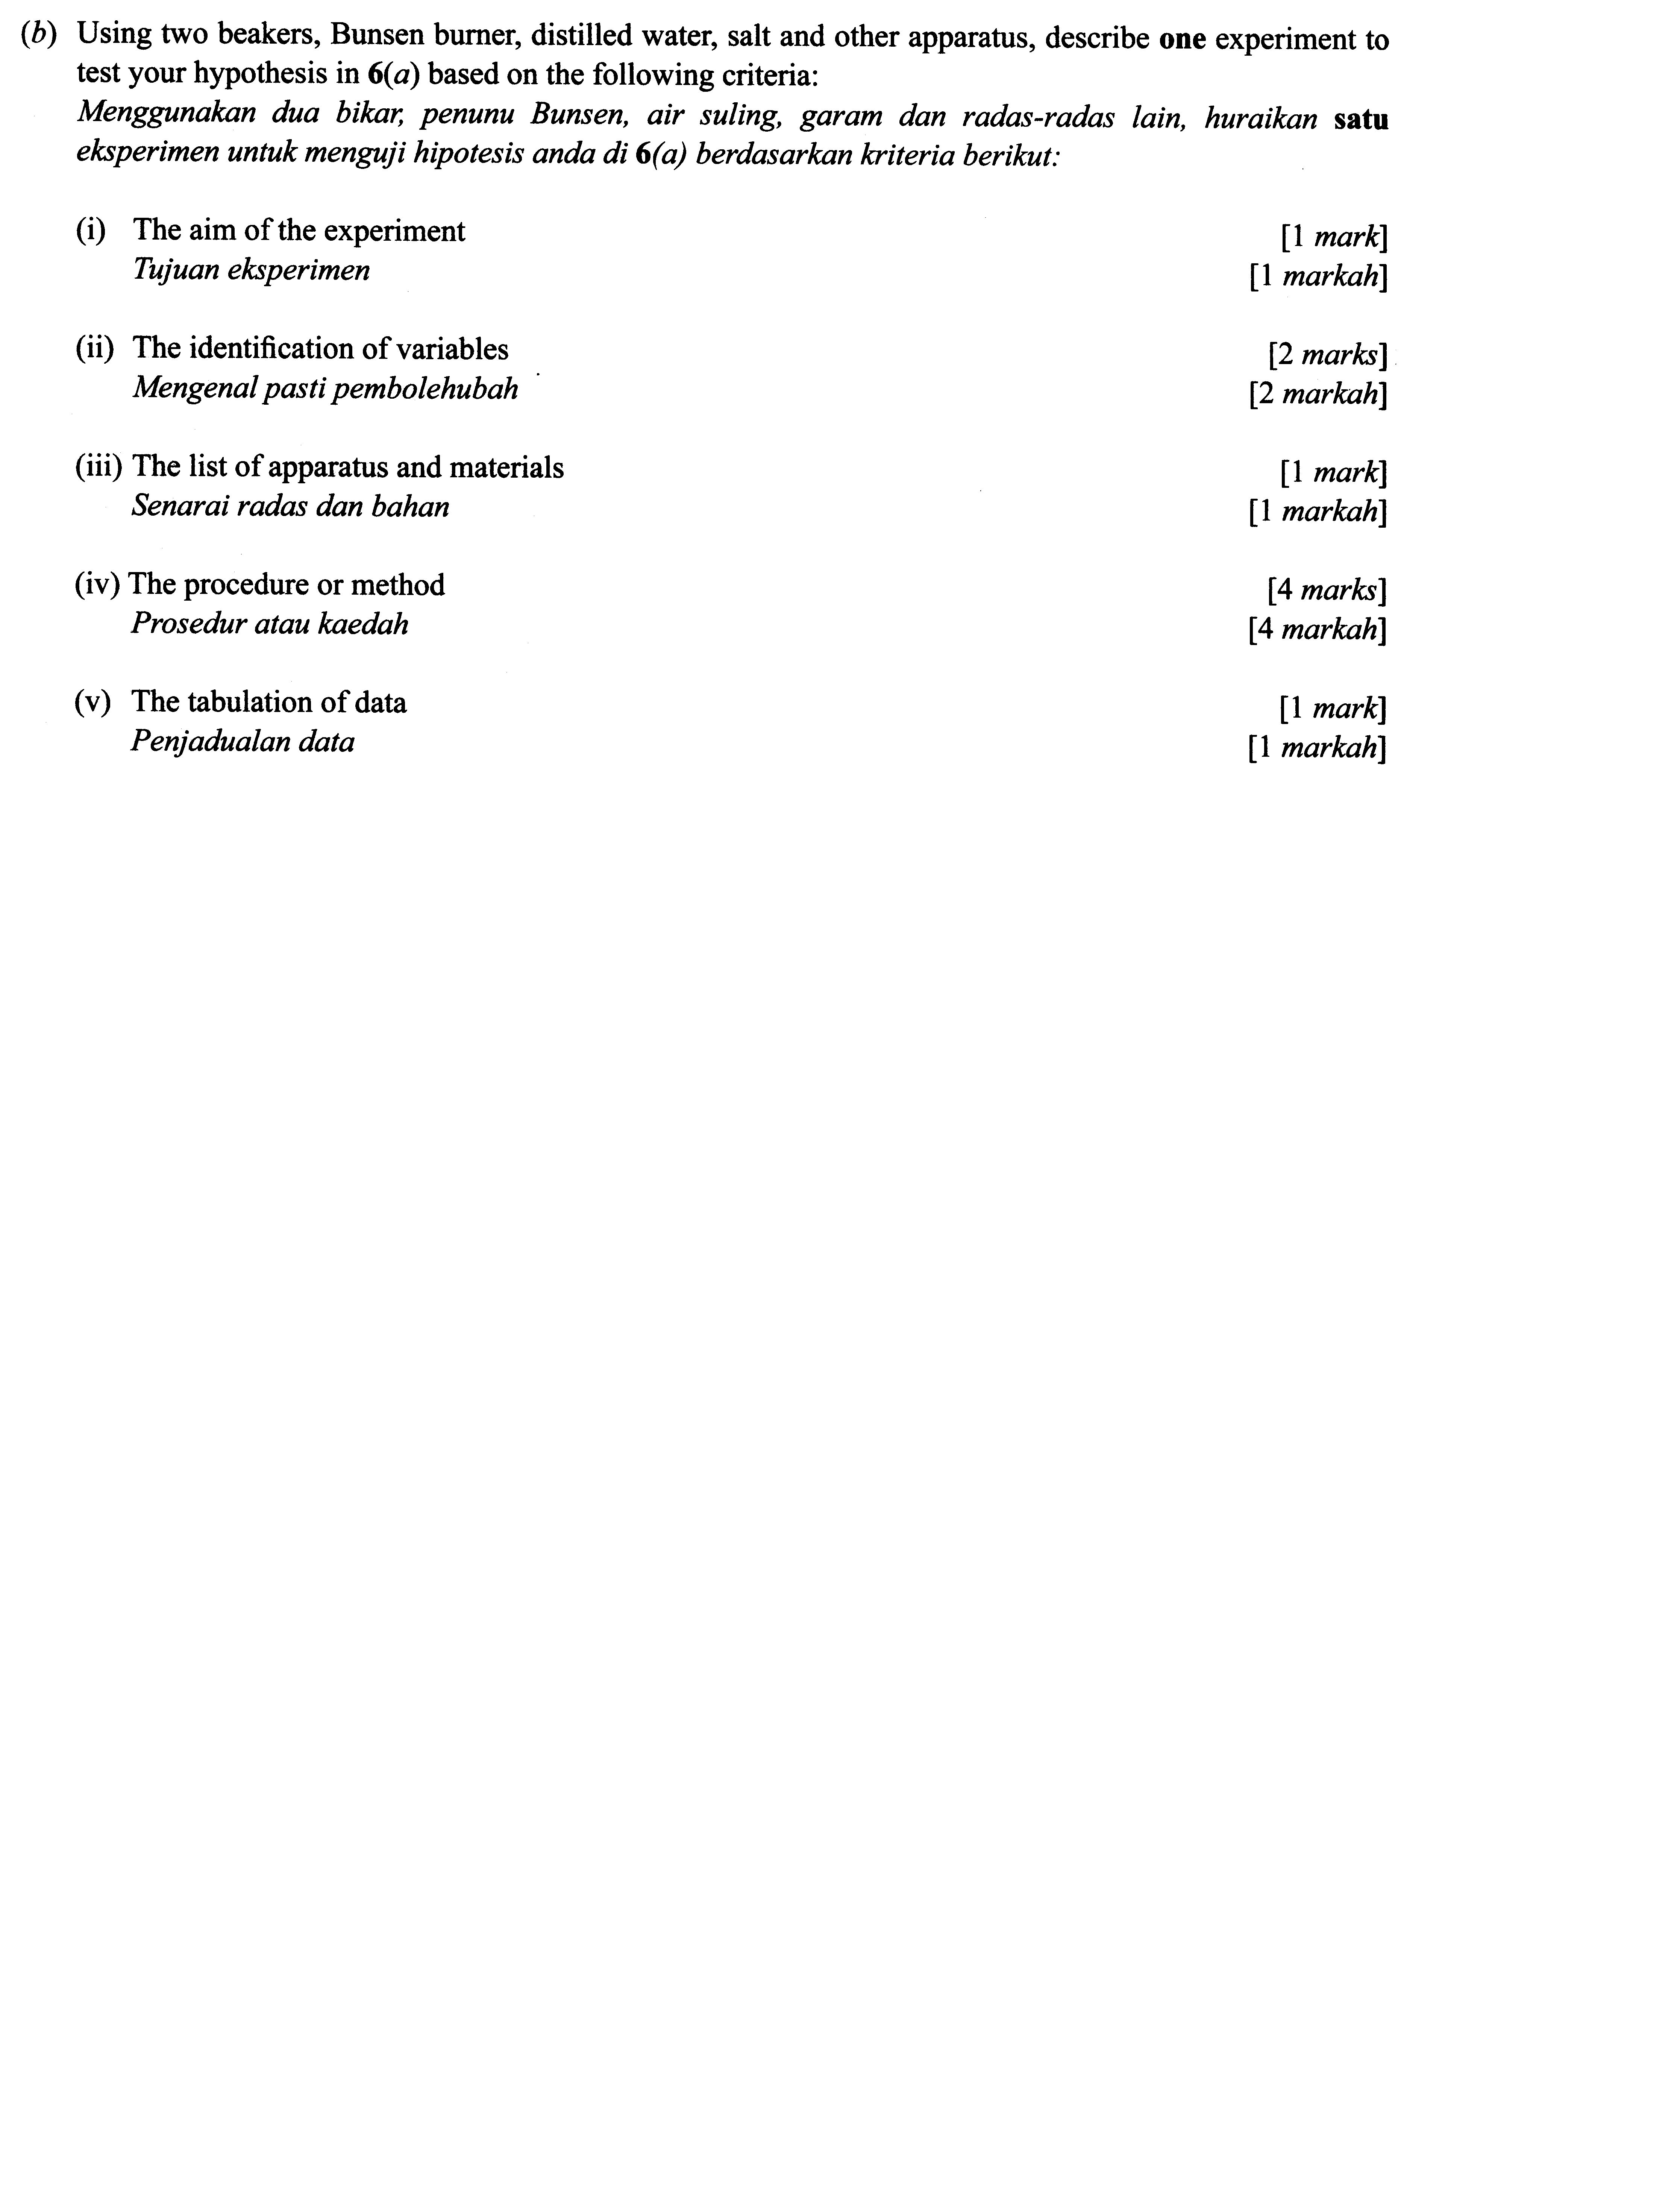 (b) Using two beakers, Bunsen burner, distilled water, salt and other apparatus, describe one experiment to
test your hypothesis in 6(a) based on the following criteria:
Menggunakan dua bikar, penunu Bunsen, air suling, garam dan radas-radas lain, huraikan satu
eksperimen untuk menguji hipotesis anda di 6(a) berdasarkan kriteria berikut:
(i) The aim of the experiment [1 mark]
Tujuan eksperimen [1 markah]
(ii) The identification of variables [2 marks]
Mengenal pasti pembolehubah [2 markah]
(iii) The list of apparatus and materials [1 mark]
Senarai radas dan bahan [1 markah]
(iv) The procedure or method [4 marks]
Prosedur atau kaedah [4 markah]
(v) The tabulation of data [1 mark]
Penjadualan data [1 markah]